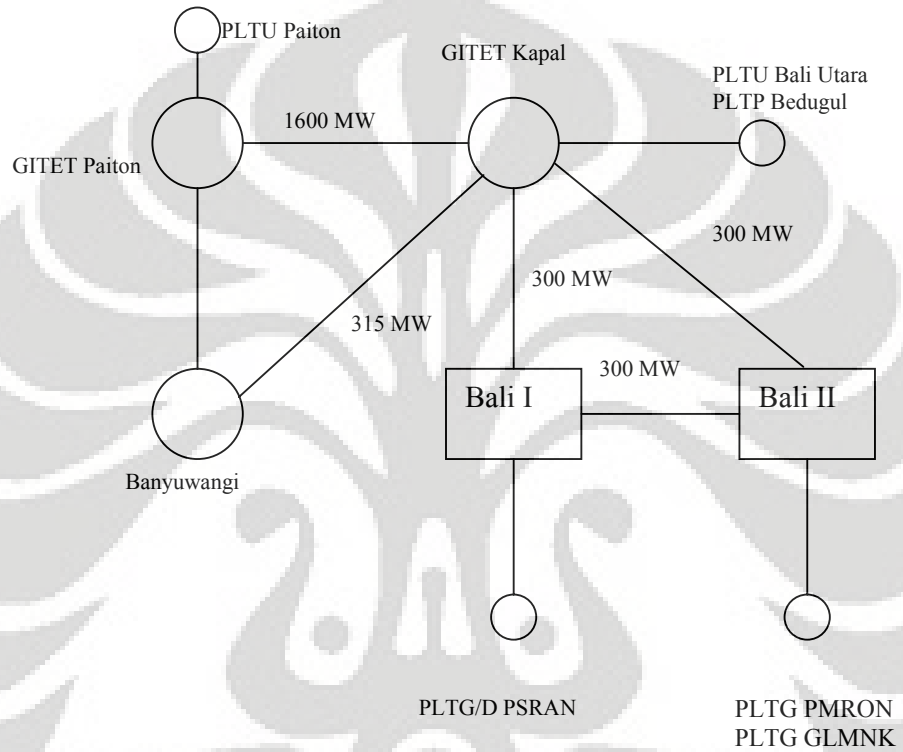 PLTU Paiton
GITET Kapal
PLTU Bali Utara
PLTP Bedugul
1600 MW
GITET Paiton
300 MW
300 MW
315 MW
300 MW
Bali I
Bali II
Banyuwangi
PLTG/D PSRAN
PLTG PMRON
PLTG GLMNK